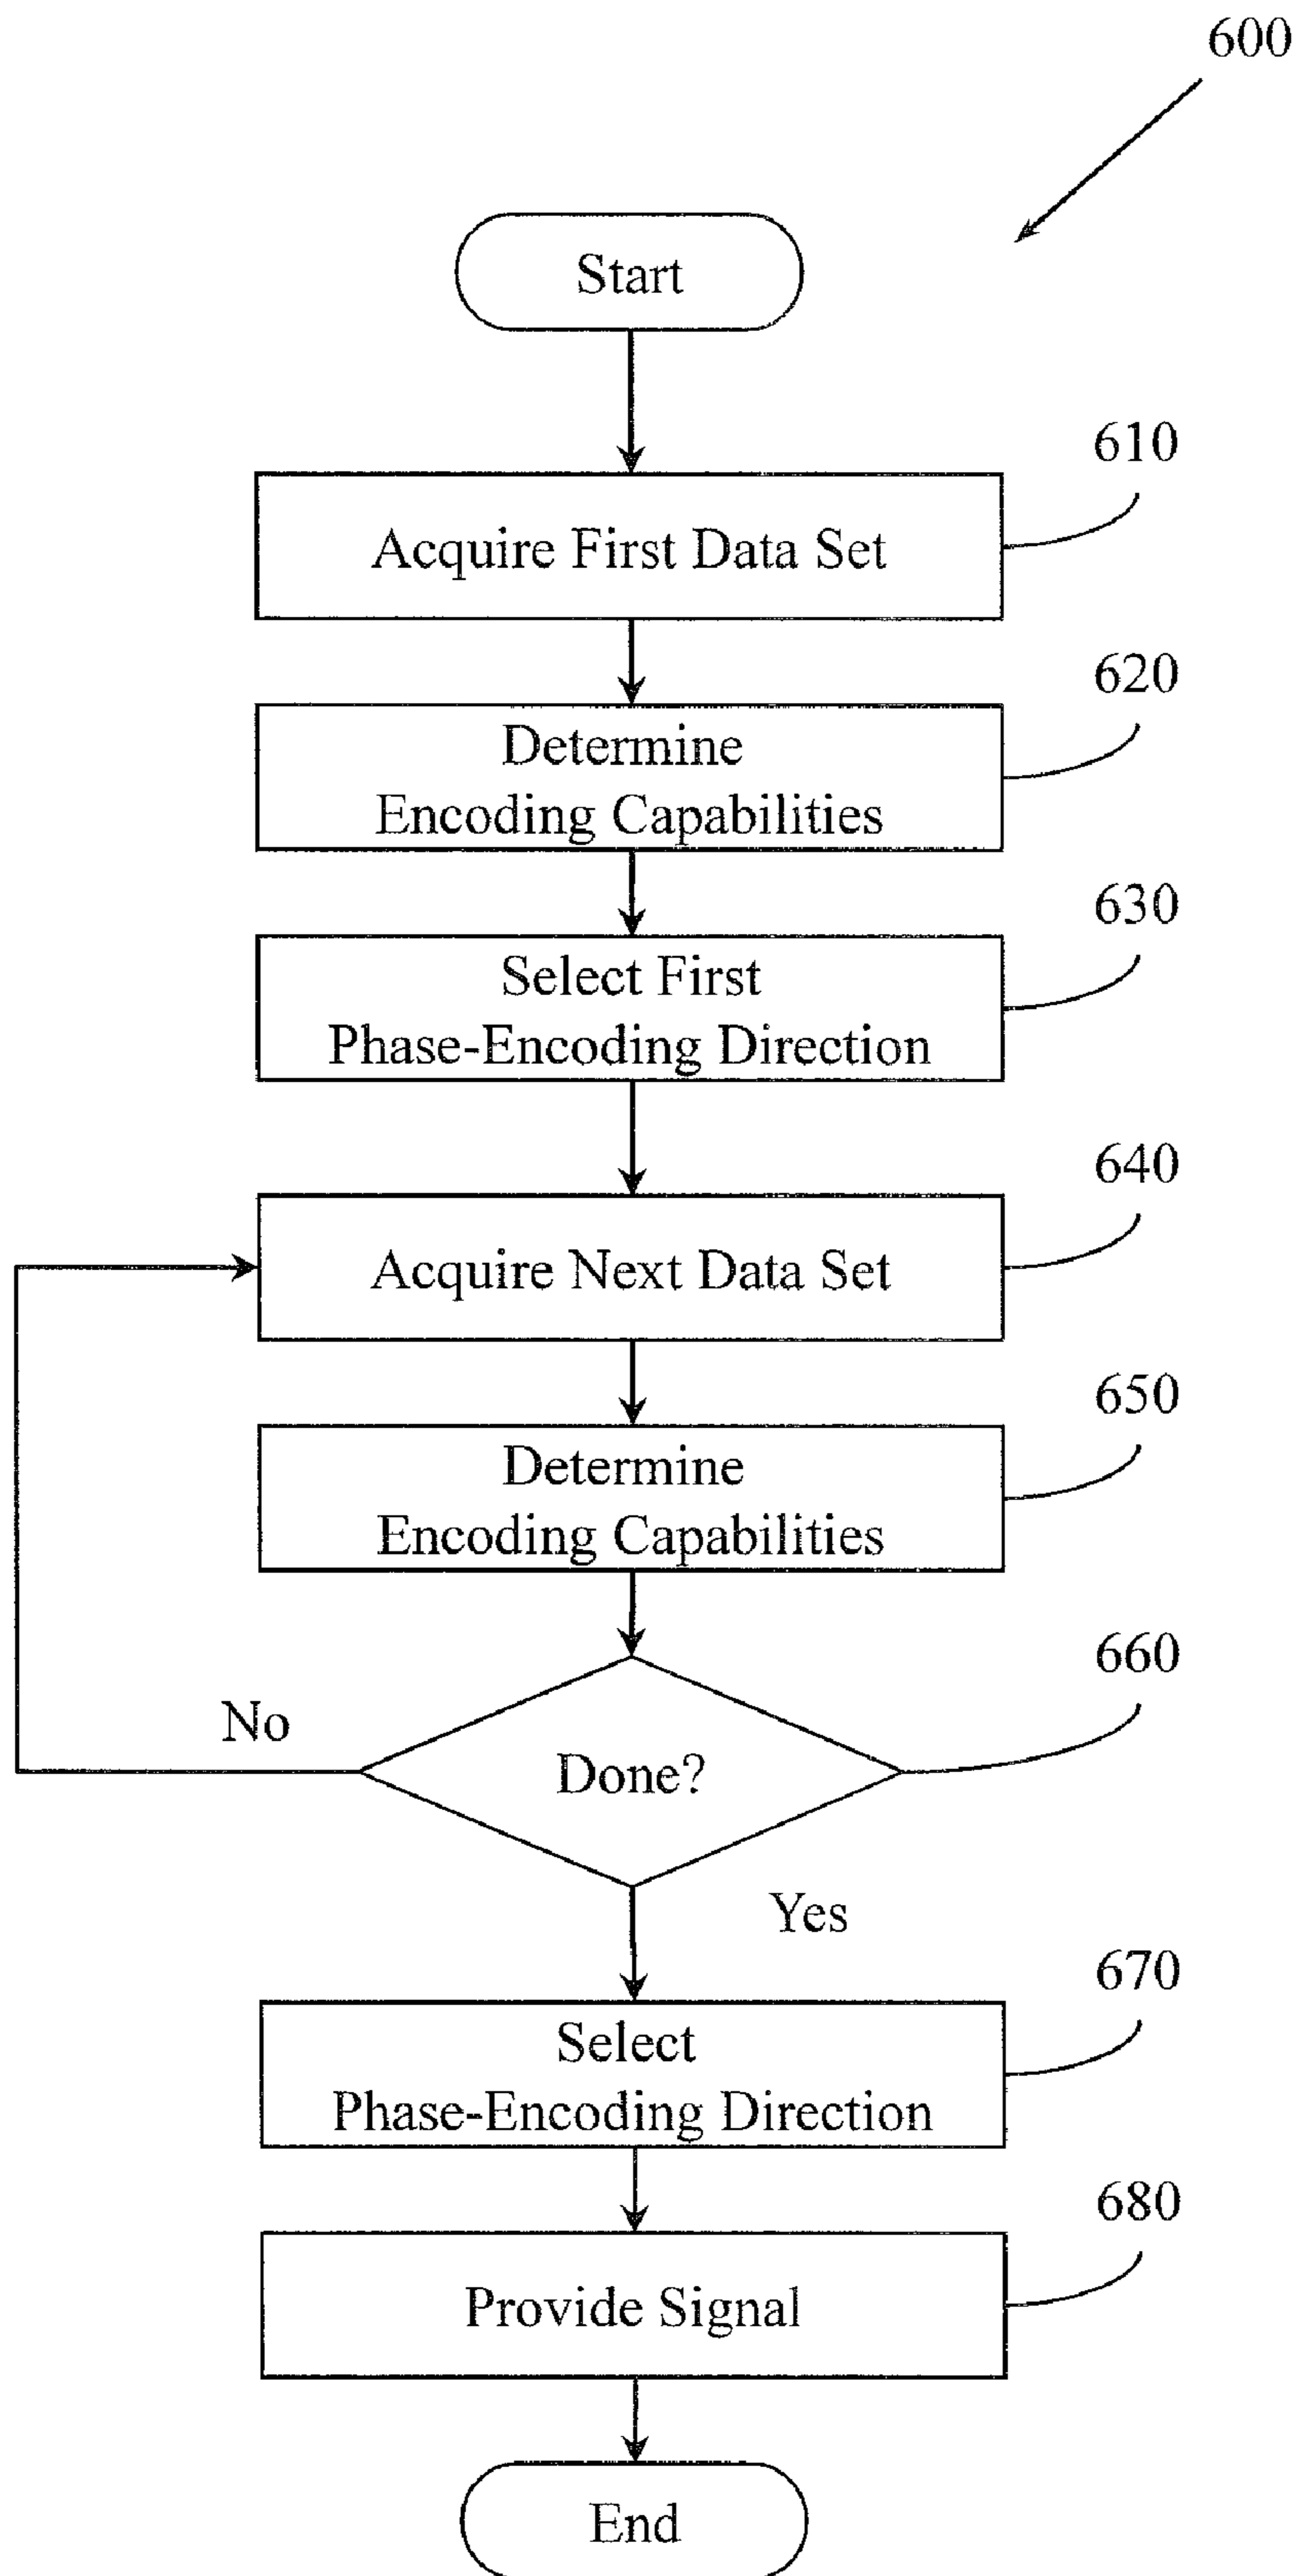 600
Start
610
Acquire First Data Set
620
Determine
Encoding Capabilities
630
Select First
Phase-Encoding Direction
640
Acquire Next Data Set
650
Determine
Encoding Capabilities
660
No
Done?
Yes
670
Select
Phase-Encoding Direction
680
Provide Signal
End